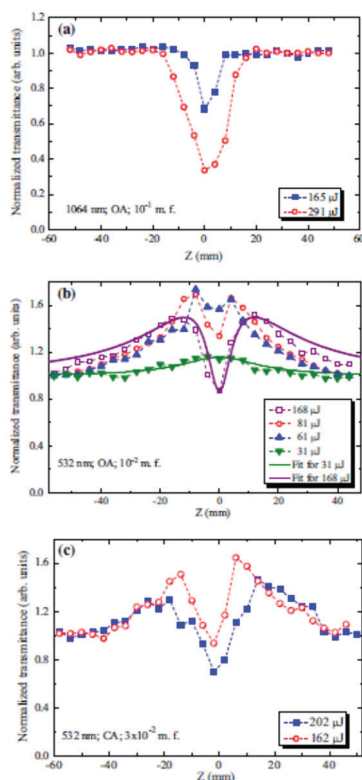 (a)
Normalized transmittance (arb. units)
1.2
1.0
0.8
0.6
0.4
0.2
0.0
1064 nm; OA; 10⁻¹ m. f.
165 μJ
291 μJ
-60 -40 -20 0 20 40 60
Z (mm)
(b)
Normalized transmittance (arb. units)
1.6
1.2
0.8
0.4
0.0
532 nm; OA; 10⁻² m. f.
168 μJ
81 μJ
61 μJ
31 μJ
Fit for 31 μJ
Fit for 168 μJ
-40 -20 0 20 40
Z (mm)
(c)
Normalized transmittance (arb. units)
1.6
1.2
0.8
0.4
532 nm; CA; 3x10⁻² m. f.
202 μJ
162 μJ
-60 -40 -20 0 20 40
Z (mm)